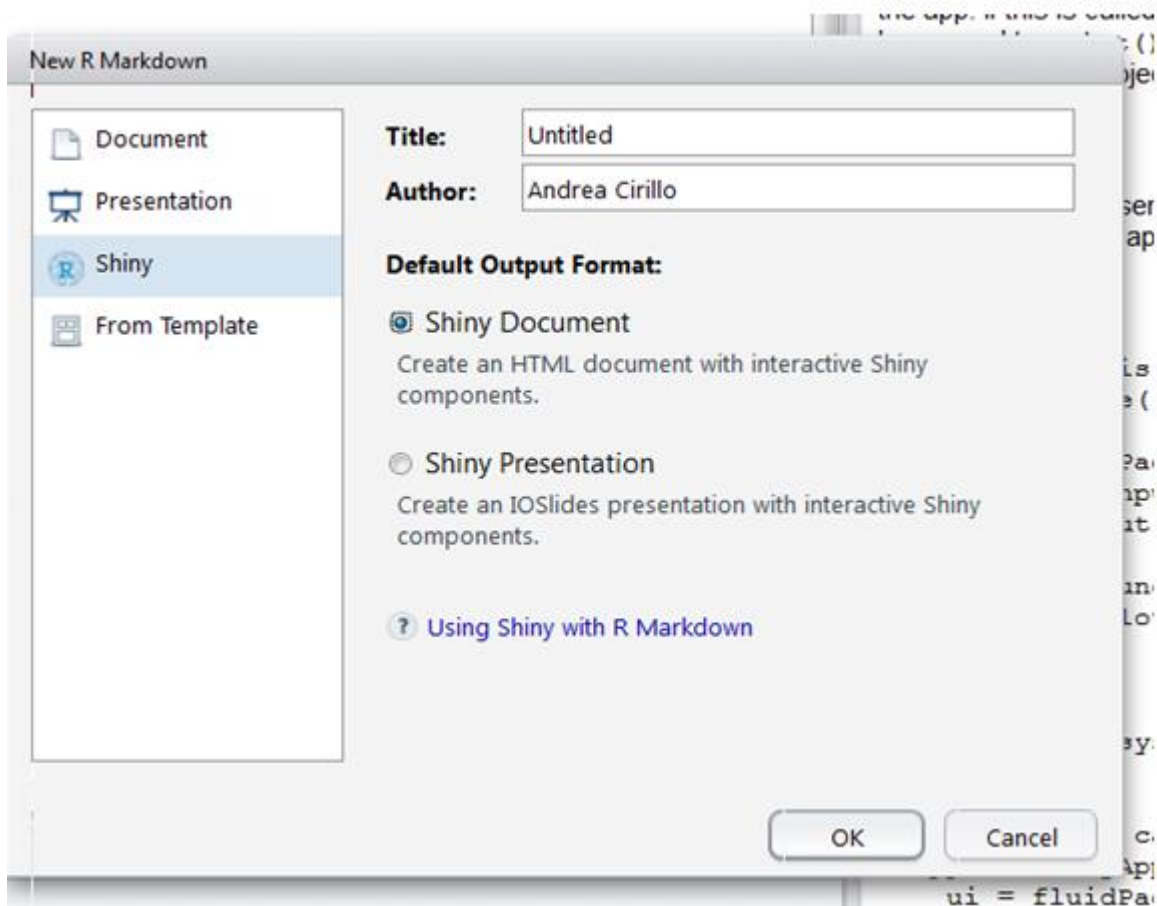 New R Markdown
Document
Presentation
Shiny
From Template
Title: Untitled
Author: Andrea Cirillo
Default Output Format:
Shiny Document
Create an HTML document with interactive Shiny
components.
Shiny Presentation
Create an IOSlides presentation with interactive Shiny
components.
? Using Shiny with R Markdown
OK
Cancel
ui = fluidPa